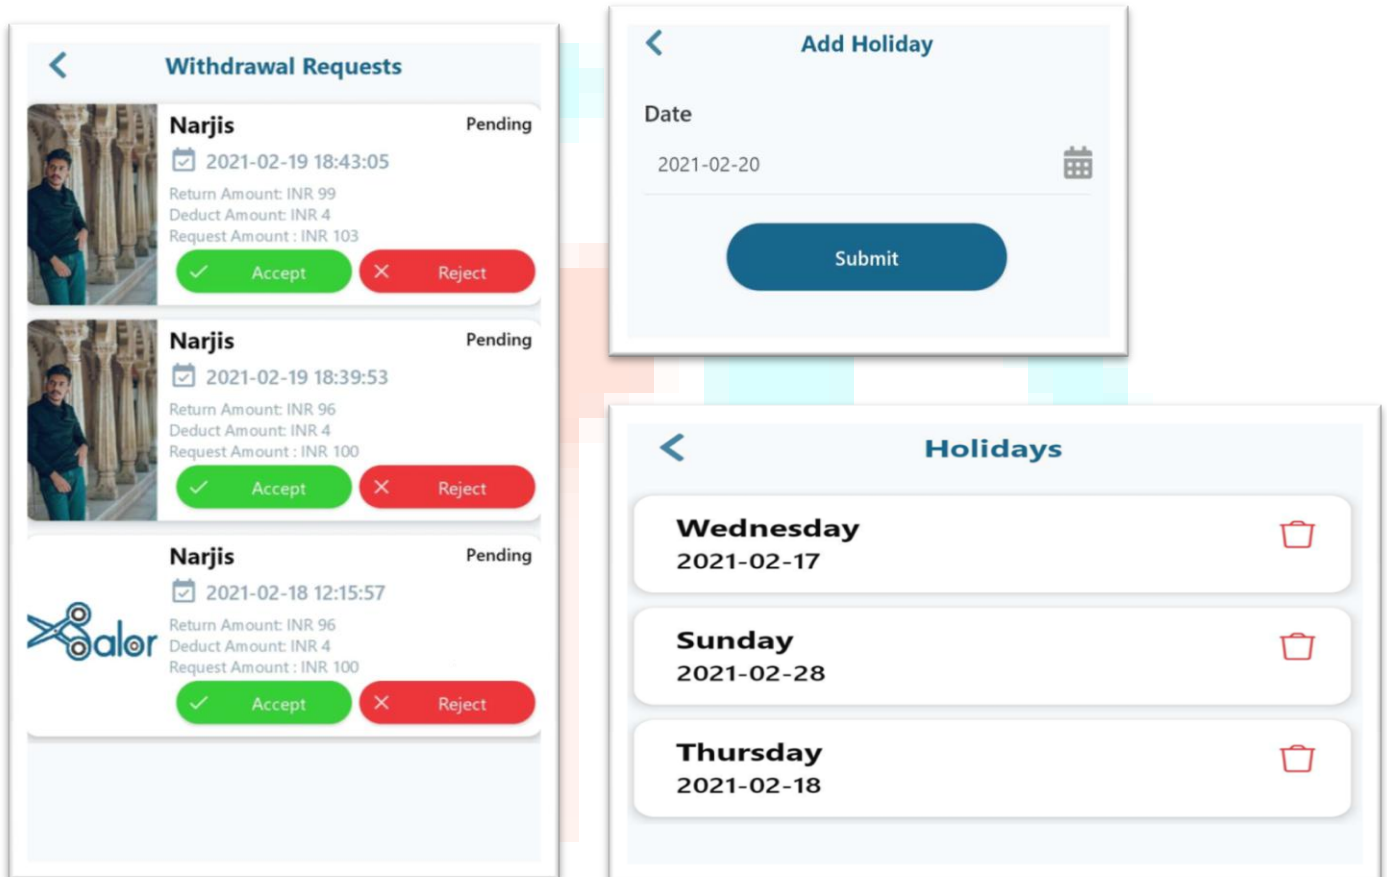 Withdrawal Requests
Narjis
Pending
2021-02-19 18:43:05
Return Amount: INR 99
Deduct Amount: INR 4
Request Amount : INR 103
Accept
Reject
Narjis
Pending
2021-02-19 18:39:53
Return Amount: INR 96
Deduct Amount: INR 4
Request Amount : INR 100
Accept
Reject
Narjis
Pending
2021-02-18 12:15:57
Salor
Return Amount: INR 96
Deduct Amount: INR 4
Request Amount : INR 100
Accept
Reject
Add Holiday
Date
2021-02-20
Submit
Holidays
Wednesday
2021-02-17
Sunday
2021-02-28
Thursday
2021-02-18